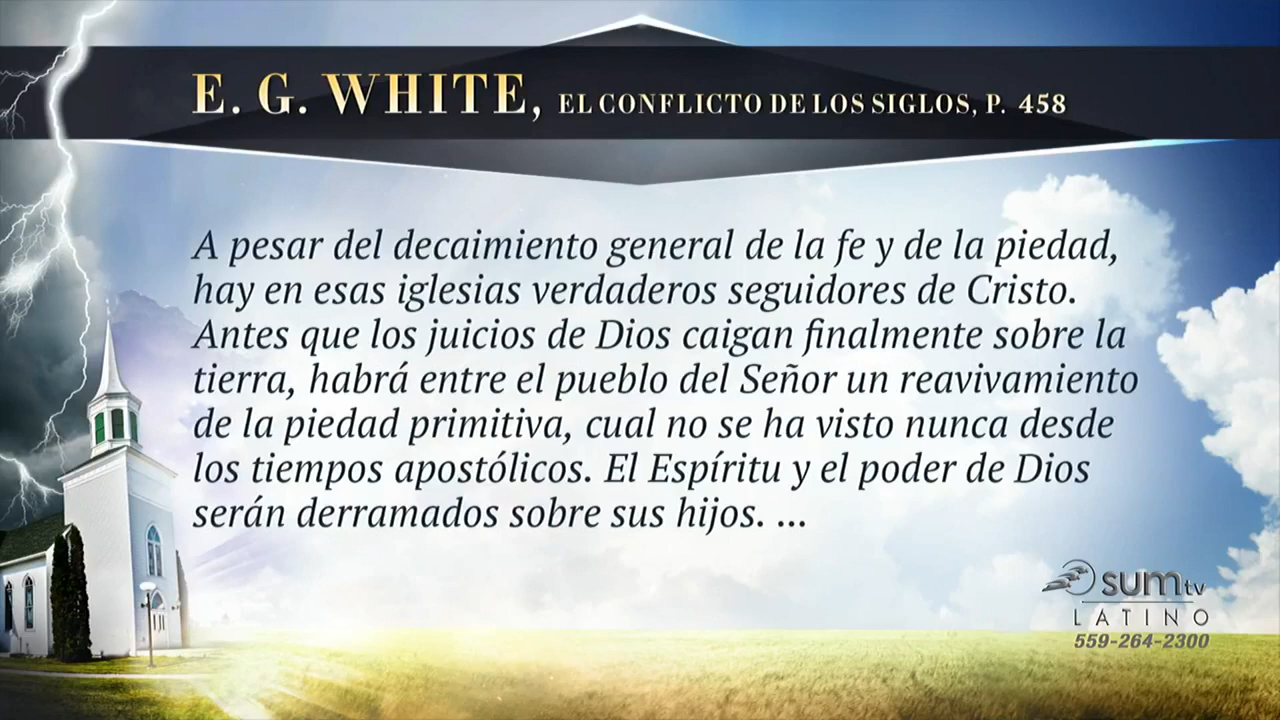 E. G. WHITE, EL CONFLICTO DE LOS SIGLOS, P. 458
A pesar del decaimiento general de la fe y de la piedad,
hay en esas iglesias verdaderos seguidores de Cristo.
Antes que los juicios de Dios caigan finalmente sobre la
tierra, habrá entre el pueblo del Señor un reavivamiento
de la piedad primitiva, cual no se ha visto nunca desde
los tiempos apostólicos. El Espíritu y el poder de Dios
serán derramados sobre sus hijos. ...
sumtv
LATINO
559-264-2300